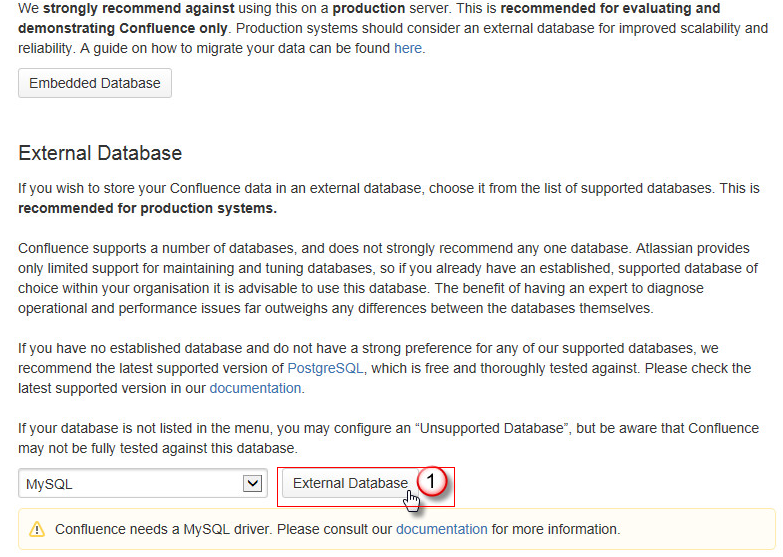 We strongly recommend against using this on a production server. This is recommended for evaluating and
demonstrating Confluence only. Production systems should consider an external database for improved scalability and
reliability. A guide on how to migrate your data can be found here.
Embedded Database
External Database
If you wish to store your Confluence data in an external database, choose it from the list of supported databases. This is
recommended for production systems.
Confluence supports a number of databases, and does not strongly recommend any one database. Atlassian provides
only limited support for maintaining and tuning databases, so if you already have an established, supported database of
choice within your organisation it is advisable to use this database. The benefit of having an expert to diagnose
operational and performance issues far outweighs any differences between the databases themselves.
If you have no established database and do not have a strong preference for any of our supported databases, we
recommend the latest supported version of PostgreSQL, which is free and thoroughly tested against. Please check the
latest supported version in our documentation.
If your database is not listed in the menu, you may configure an “Unsupported Database”, but be aware that Confluence
may not be fully tested against this database.
MySQL External Database 1
Confluence needs a MySQL driver. Please consult our documentation for more information.